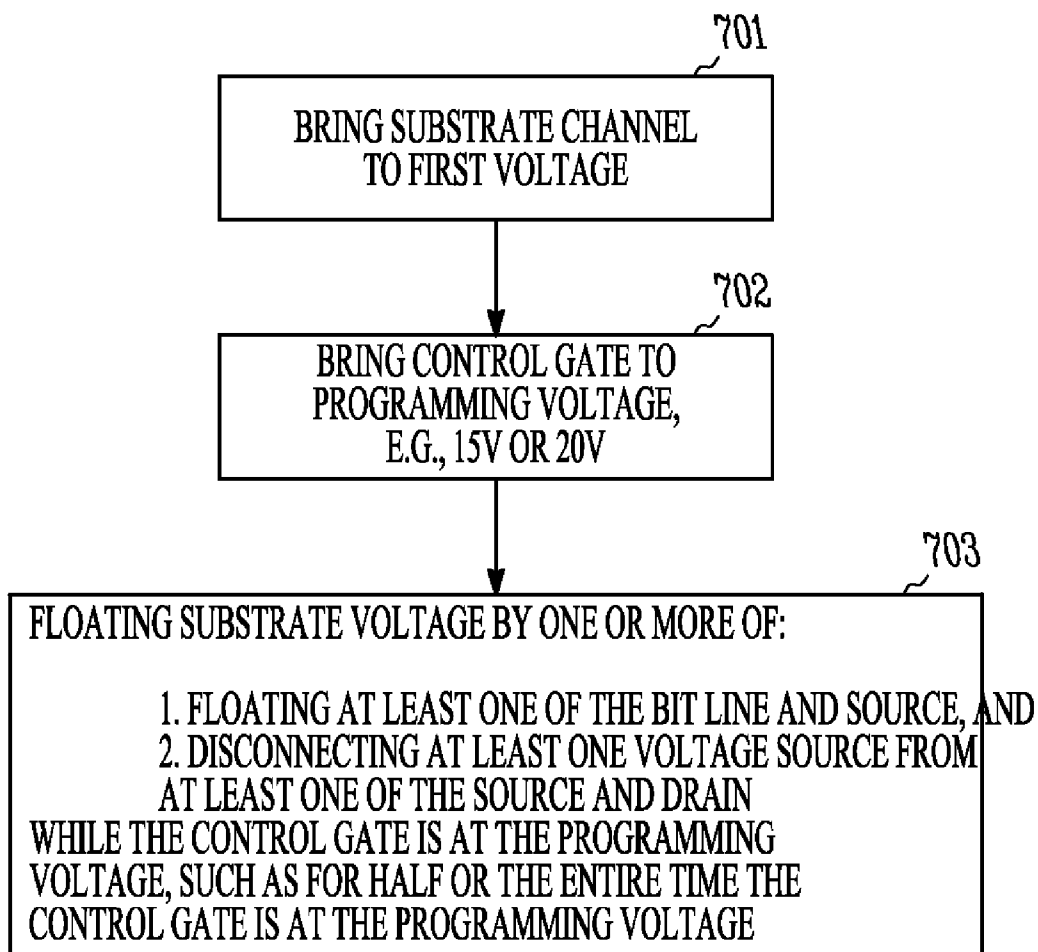 701
BRING SUBSTRATE CHANNEL
TO FIRST VOLTAGE
702
BRING CONTROL GATE TO
PROGRAMMING VOLTAGE,
E.G., 15V OR 20V
703
FLOATING SUBSTRATE VOLTAGE BY ONE OR MORE OF:
1. FLOATING AT LEAST ONE OF THE BIT LINE AND SOURCE, AND
2. DISCONNECTING AT LEAST ONE VOLTAGE SOURCE FROM
AT LEAST ONE OF THE SOURCE AND DRAIN
WHILE THE CONTROL GATE IS AT THE PROGRAMMING
VOLTAGE, SUCH AS FOR HALF OR THE ENTIRE TIME THE
CONTROL GATE IS AT THE PROGRAMMING VOLTAGE